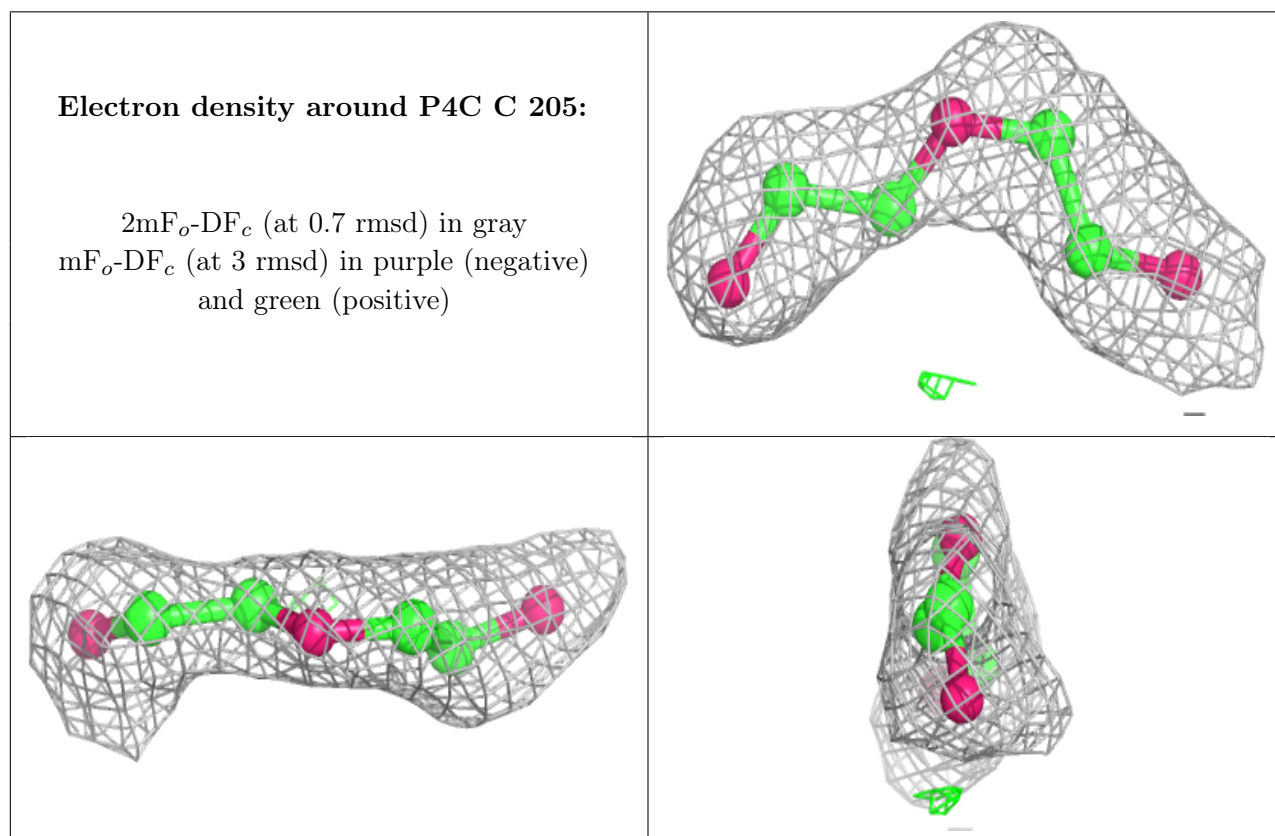 Electron density around P4C C 205:
2mFo-DFc (at 0.7 rmsd) in gray
mFo-DFc (at 3 rmsd) in purple (negative)
and green (positive)